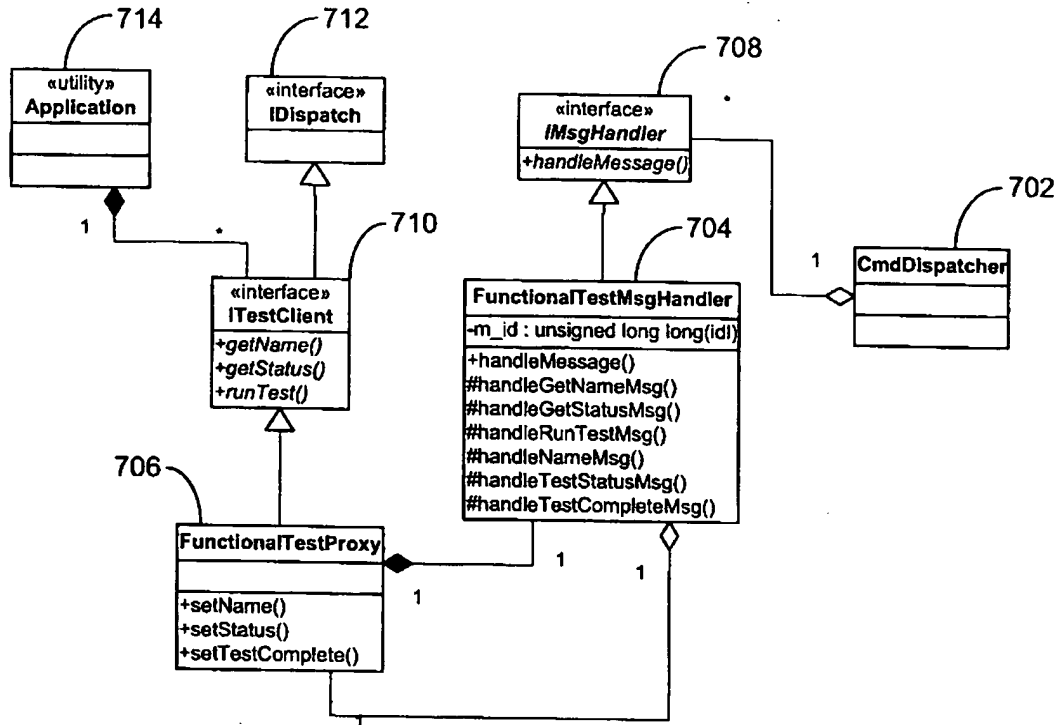 714
712
708
«utility»
Application
«interface»
IDispatch
«interface»
IMsgHandler
+handleMessage()
*
702
1
*
710
704
1
CmdDispatcher
«interface»
ITestClient
+getName()
+getStatus()
+runTest()
FunctionalTestMsgHandler
-m_id : unsigned long long(idl)
+handleMessage()
#handleGetNameMsg()
#handleGetStatusMsg()
#handleRunTestMsg()
#handleNameMsg()
#handleTestStatusMsg()
#handleTestCompleteMsg()
706
FunctionalTestProxy
+setName()
+setStatus()
+setTestComplete()
1
1
1